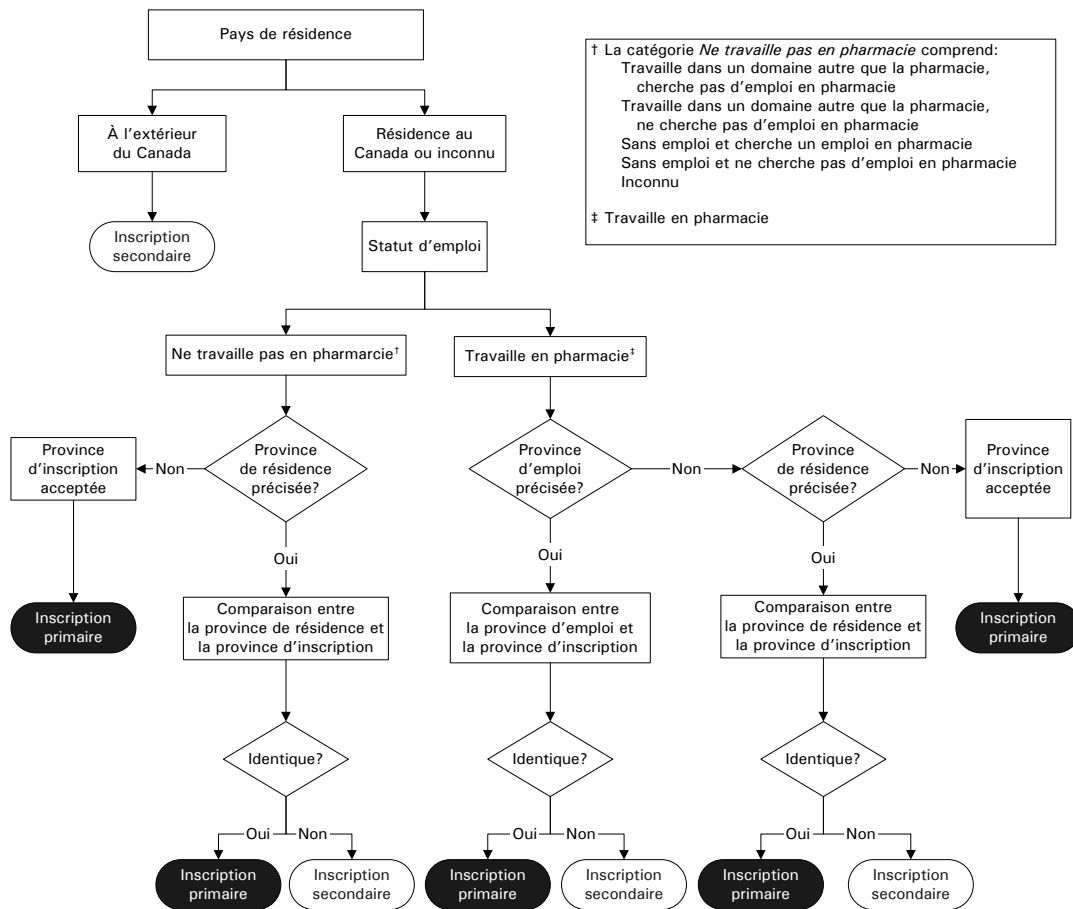 Pays de résidence
† La catégorie Ne travaille pas en pharmacie comprend:
Travaille dans un domaine autre que la pharmacie,
cherche pas d'emploi en pharmacie
Travaille dans un domaine autre que la pharmacie,
ne cherche pas d'emploi en pharmacie
Sans emploi et cherche un emploi en pharmacie
Sans emploi et ne cherche pas d'emploi en pharmacie
Inconnu
‡ Travaille en pharmacie
À l'extérieur
du Canada
Résidence au
Canada ou inconnu
Inscription
secondaire
Statut d'emploi
Ne travaille pas en pharmarcie†
Travaille en pharmacie‡
Province
d'inscription
acceptée
Non
Province
de résidence
précisée?
Province
d'emploi
précisée?
Non
Province
de résidence
précisée?
Non
Province
d'inscription
acceptée
Oui
Oui
Oui
Inscription
primaire
Comparaison entre
la province de résidence et
la province d'inscription
Comparaison entre
la province d'emploi et
la province d'inscription
Comparaison entre
la province de résidence et
la province d'inscription
Inscription
primaire
Identique?
Identique?
Identique?
Oui
Non
Oui
Non
Oui
Non
Inscription
primaire
Inscription
secondaire
Inscription
primaire
Inscription
secondaire
Inscription
primaire
Inscription
secondaire